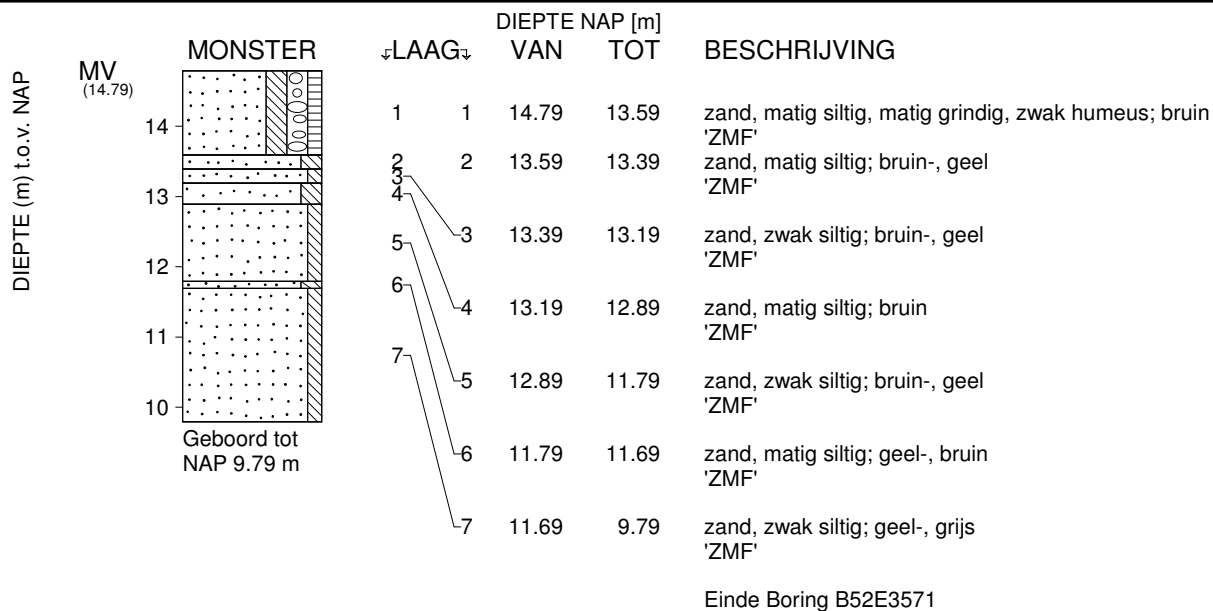 DIEPTE NAP [m]
MONSTER LAAG VAN TOT BESCHRIJVING
DIEPTE (m) t.o.v. NAP
MV
(14.79)
14
13
12
11
10
Geboord tot
NAP 9.79 m
1 1 14.79 13.59 zand, matig siltig, matig grindig, zwak humeus; bruin
'ZMF'
2 2 13.59 13.39 zand, matig siltig; bruin-, geel
'ZMF'
3 3 13.39 13.19 zand, zwak siltig; bruin-, geel
'ZMF'
4 4 13.19 12.89 zand, matig siltig; bruin
'ZMF'
5 5 12.89 11.79 zand, zwak siltig; bruin-, geel
'ZMF'
6 6 11.79 11.69 zand, matig siltig; geel-, bruin
'ZMF'
7 7 11.69 9.79 zand, zwak siltig; geel-, grijs
'ZMF'
Einde Boring B52E3571